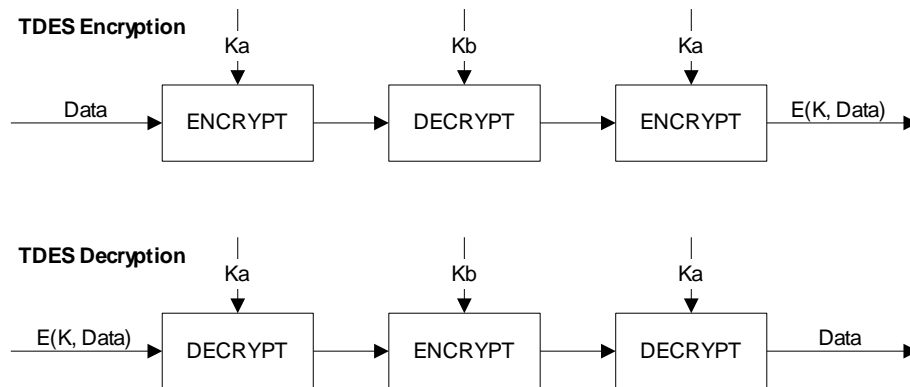 TDES Encryption
Ka Kb Ka
Data ENCRYPT DECRYPT ENCRYPT E(K, Data)
TDES Decryption
Ka Kb Ka
E(K, Data) DECRYPT ENCRYPT DECRYPT Data